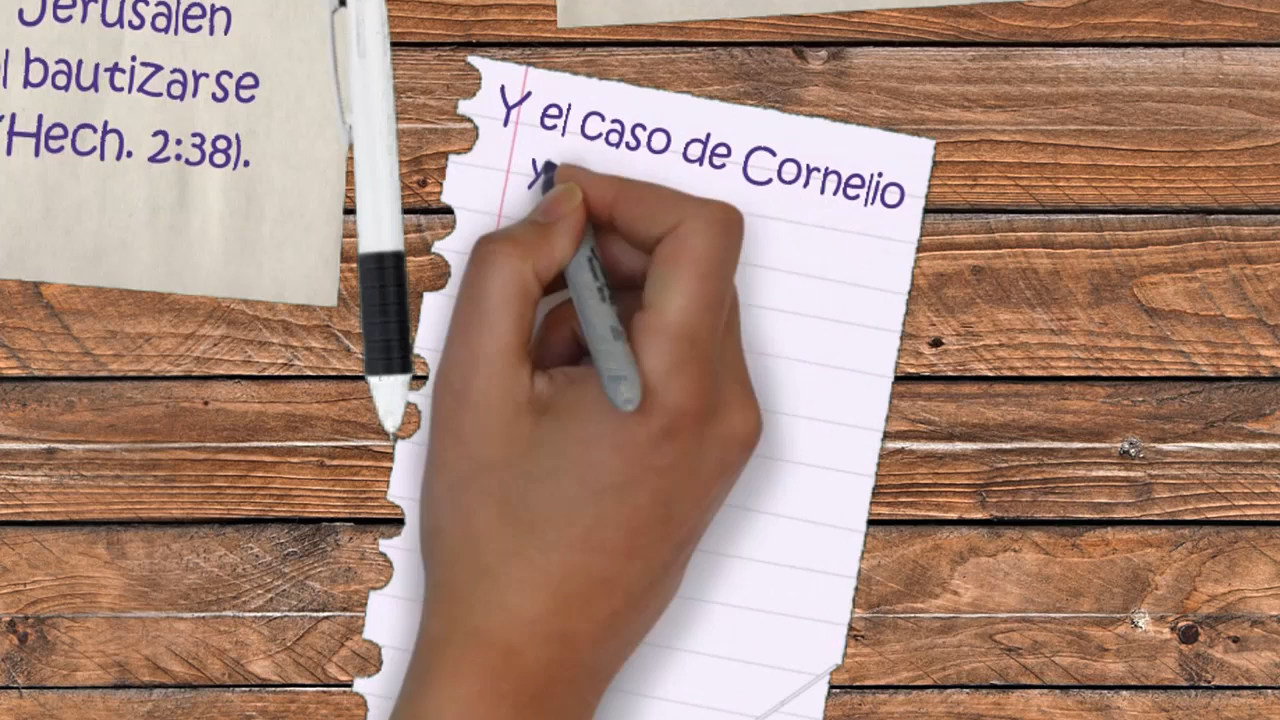 Jerusalén
l bautizarse
(Hech. 2:38).
Y el caso de Cornelio
y